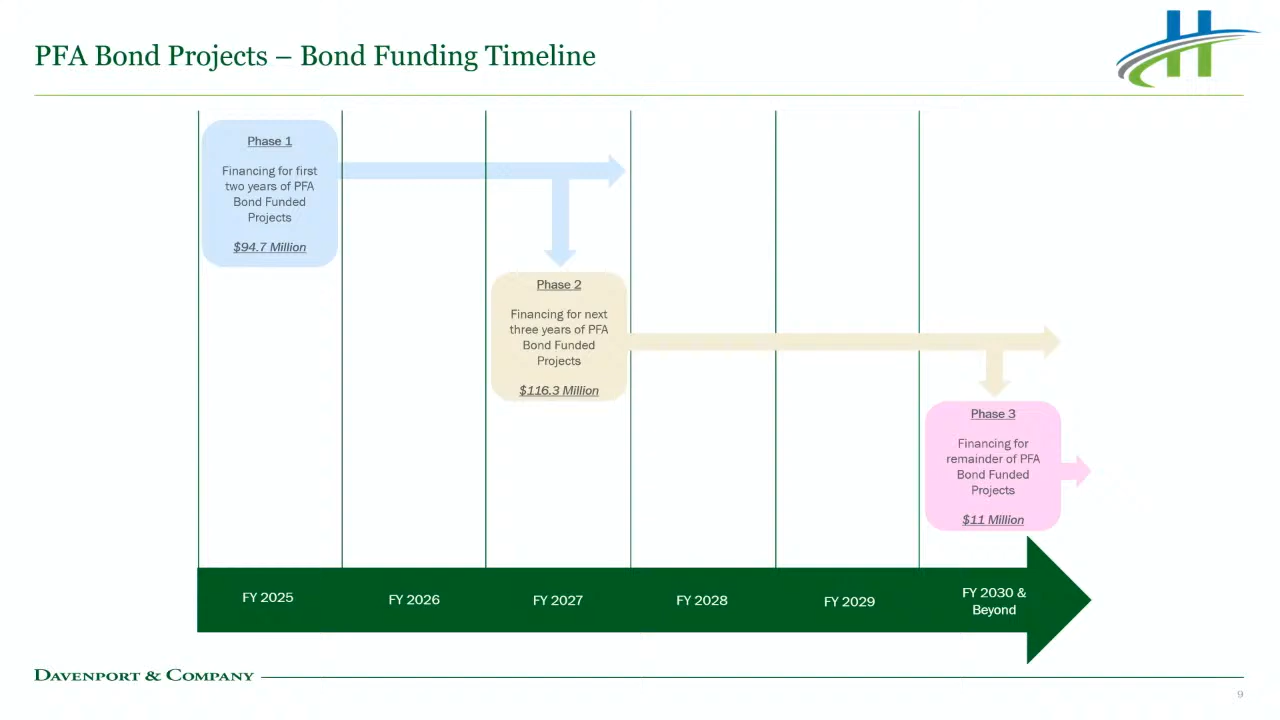 PFA Bond Projects – Bond Funding Timeline
H
Phase 1
Financing for first
two years of PFA
Bond Funded
Projects
$94.7 Million
Phase 2
Financing for next
three years of PFA
Bond Funded
Projects
$116.3 Million
Phase 3
Financing for
remainder of PFA
Bond Funded
Projects
$11 Million
FY 2025
FY 2026
FY 2027
FY 2028
FY 2029
FY 2030 &
Beyond
DAVENPORT & COMPANY
9